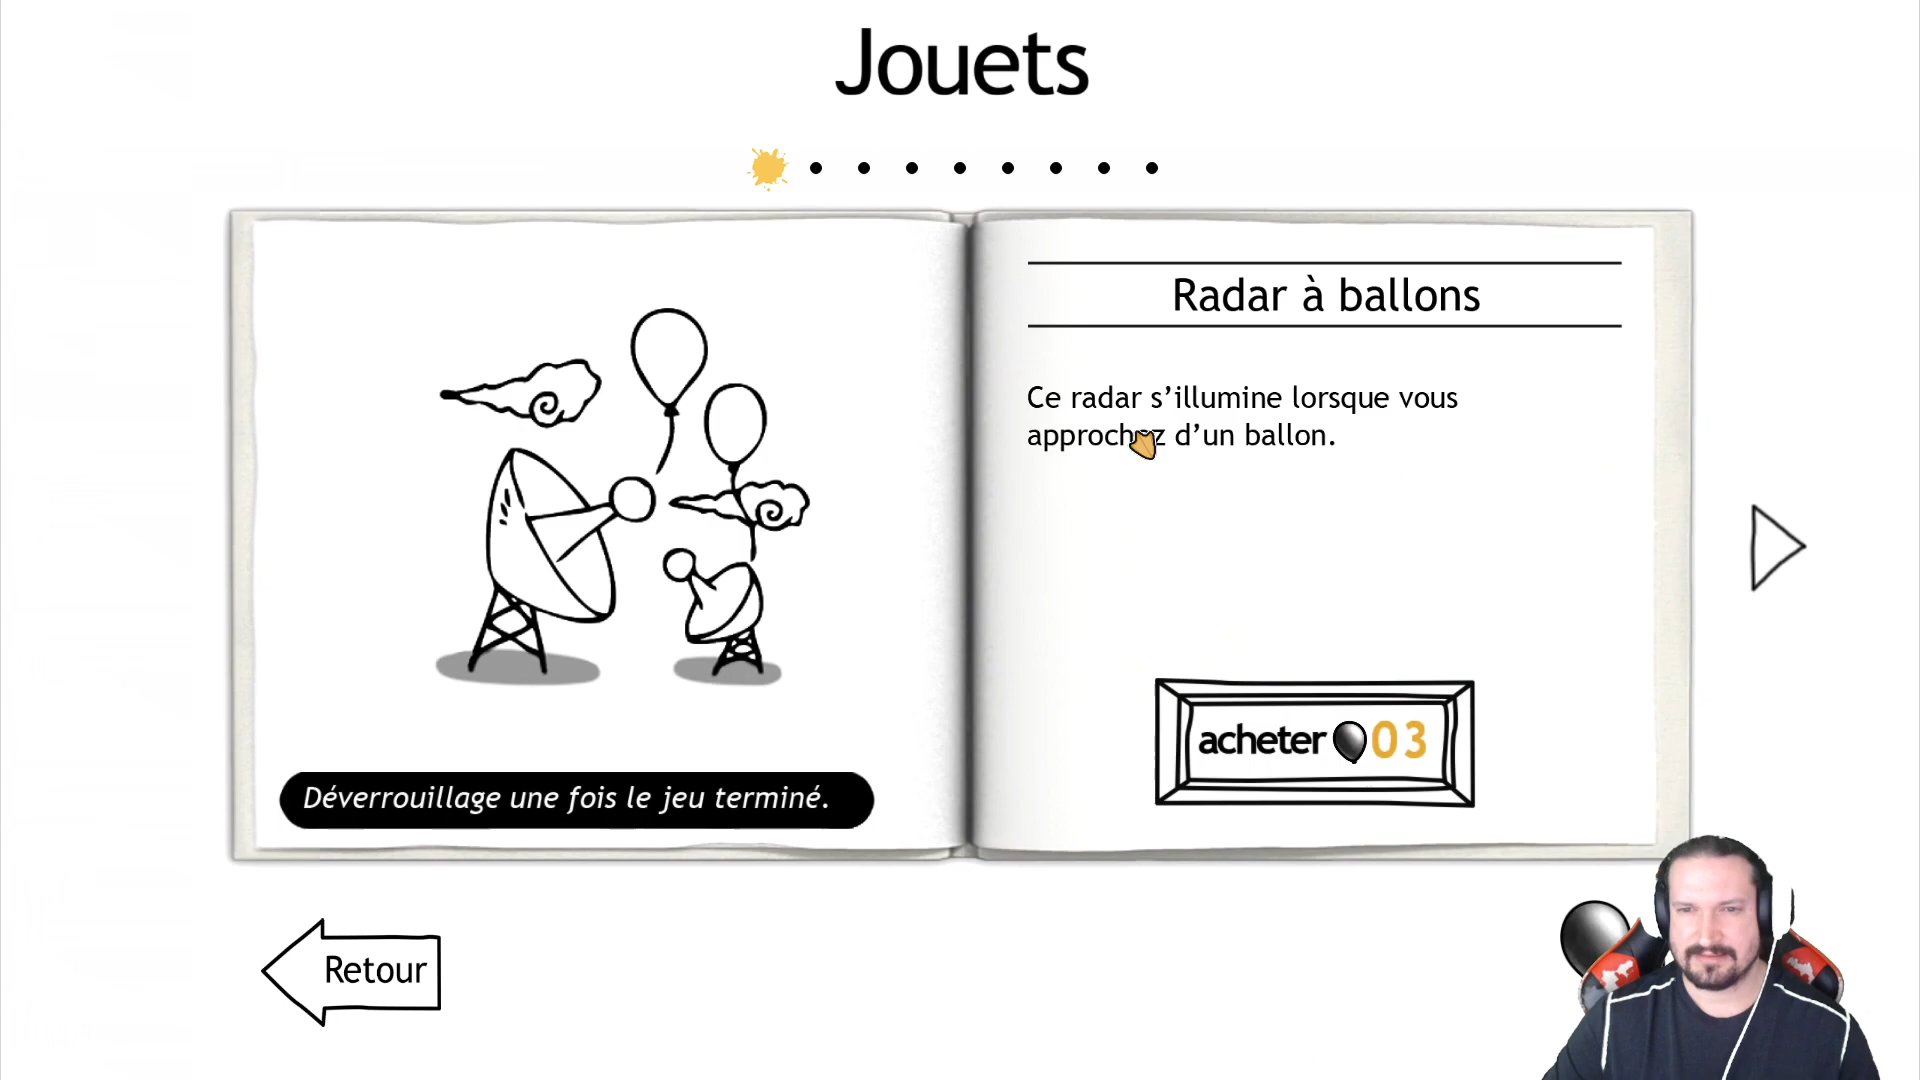 Jouets
Radar à ballons
Ce radar s’illumine lorsque vous
approchez d’un ballon.
acheter 03
Déverrouillage une fois le jeu terminé.
Retour